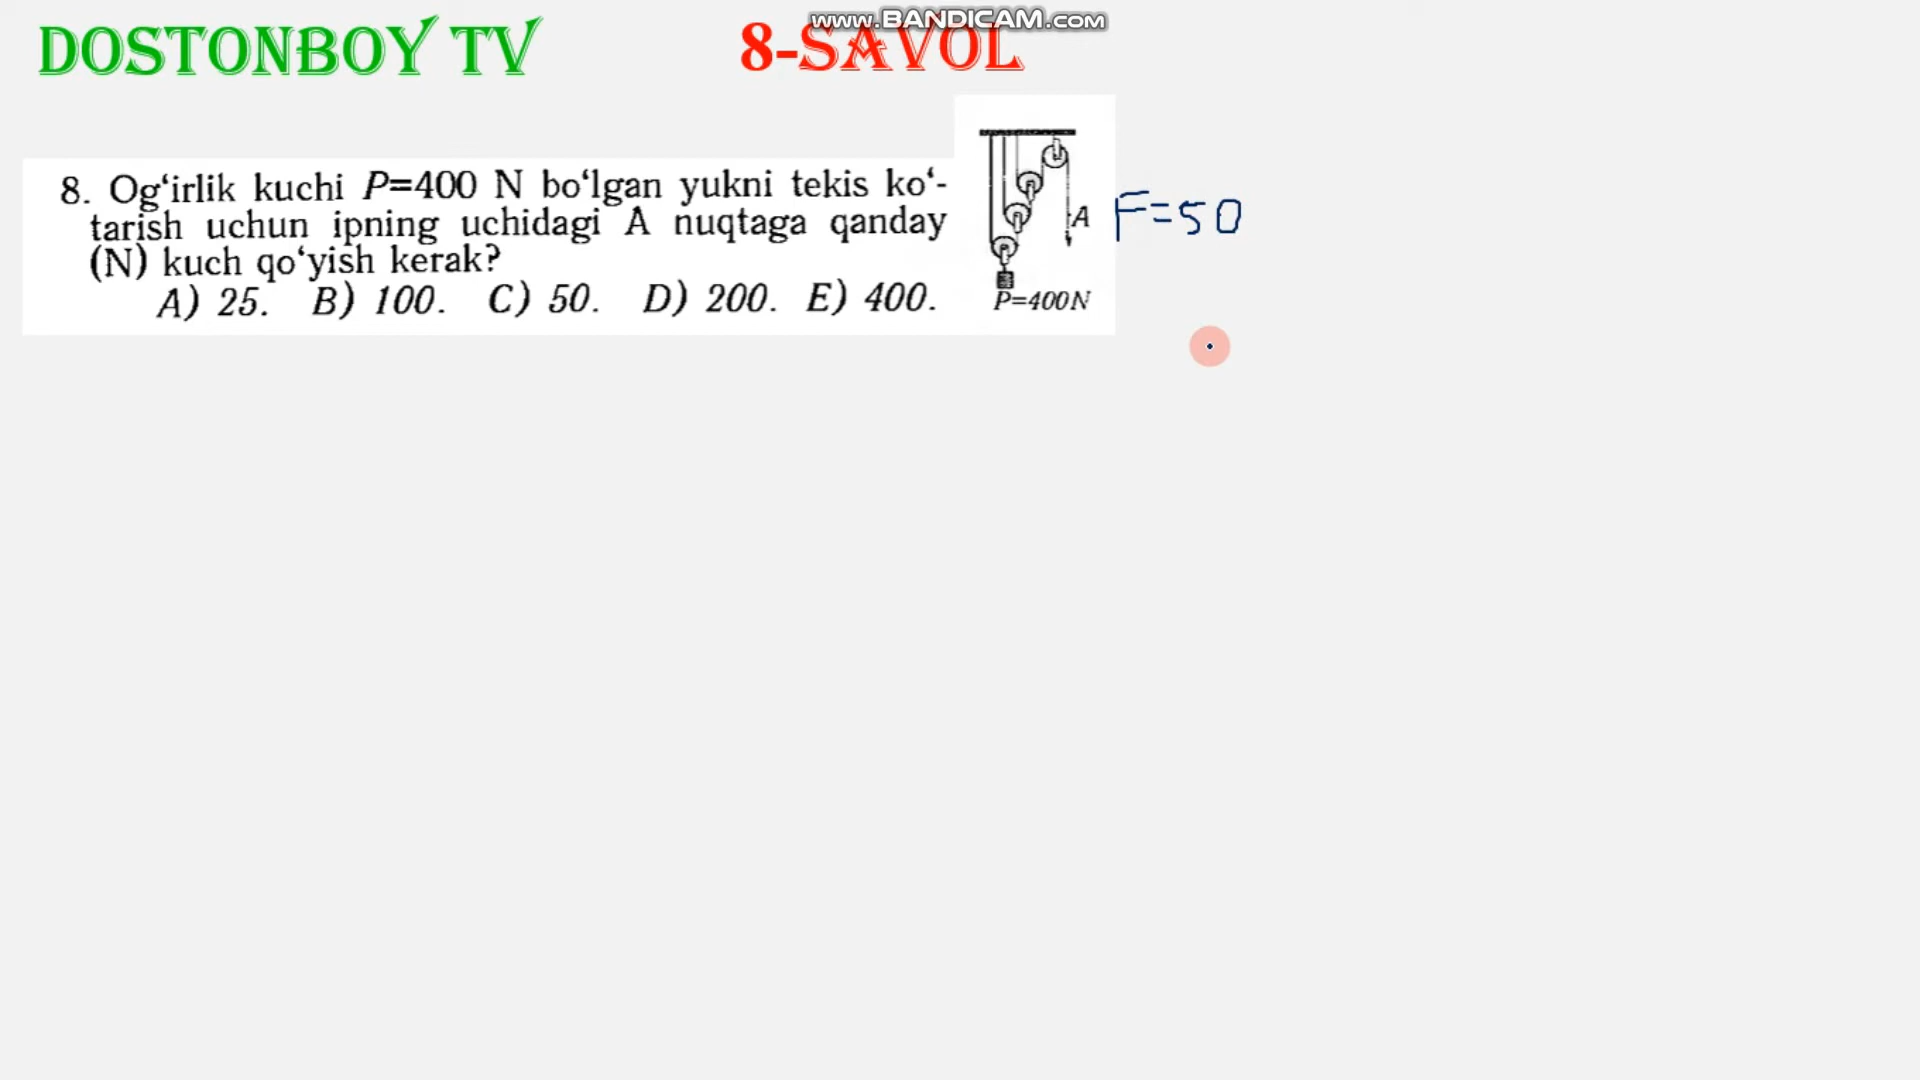 www.BANDICAM.com
DOSTONBOY TV
8-SAVOL
8. Og‘irlik kuchi P=400 N bo‘lgan yukni tekis ko‘-
tarish uchun ipning uchidagi A nuqtaga qanday
(N) kuch qo‘yish kerak?
A) 25. B) 100. C) 50. D) 200. E) 400.
A
P=400N
F=50